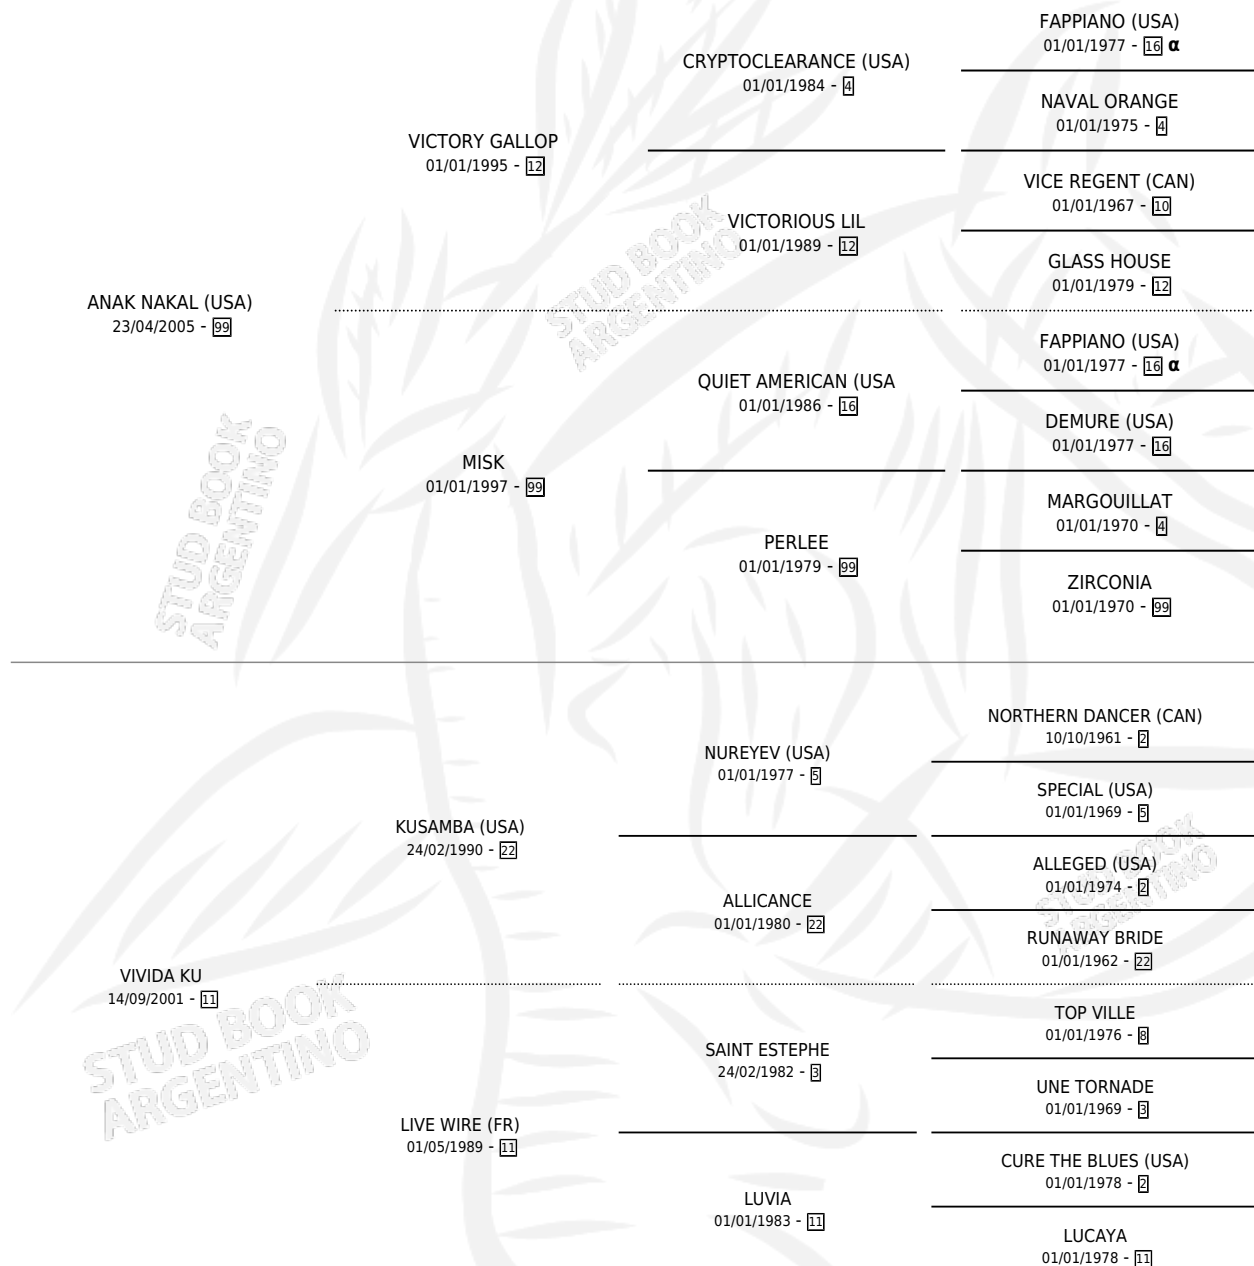 FAPPIANO (USA)
01/01/1977 - 16 α
CRYPTOCLEARANCE (USA)
01/01/1984 - 4
NAVAL ORANGE
01/01/1975 - 4
VICTORY GALLOP
01/01/1995 - 12
VICE REGENT (CAN)
01/01/1967 - 10
VICTORIOUS LIL
01/01/1989 - 12
GLASS HOUSE
01/01/1979 - 12
ANAK NAKAL (USA)
23/04/2005 - 99
FAPPIANO (USA)
01/01/1977 - 16 α
QUIET AMERICAN (USA
01/01/1986 - 16
DEMURE (USA)
01/01/1977 - 16
MISK
01/01/1997 - 99
MARGOUILLAT
01/01/1970 - 4
PERLEE
01/01/1979 - 99
ZIRCONIA
01/01/1970 - 99
NORTHERN DANCER (CAN)
10/10/1961 - 2
NUREYEV (USA)
01/01/1977 - 5
SPECIAL (USA)
01/01/1969 - 5
KUSAMBA (USA)
24/02/1990 - 22
ALLEGED (USA)
01/01/1974 - 2
ALLICANCE
01/01/1980 - 22
RUNAWAY BRIDE
01/01/1962 - 22
VIVIDA KU
14/09/2001 - 11
TOP VILLE
01/01/1976 - 8
SAINT ESTEPHE
24/02/1982 - 3
UNE TORNADE
01/01/1969 - 3
LIVE WIRE (FR)
01/05/1989 - 11
CURE THE BLUES (USA)
01/01/1978 - 2
LUVIA
01/01/1983 - 11
LUCAYA
01/01/1978 - 11
STUD BOOK
ARGENTINO
STUD BOOK
ARGENTINO
STUD BOOK
ARGENTINO
STUD BOOK
ARGENTINO